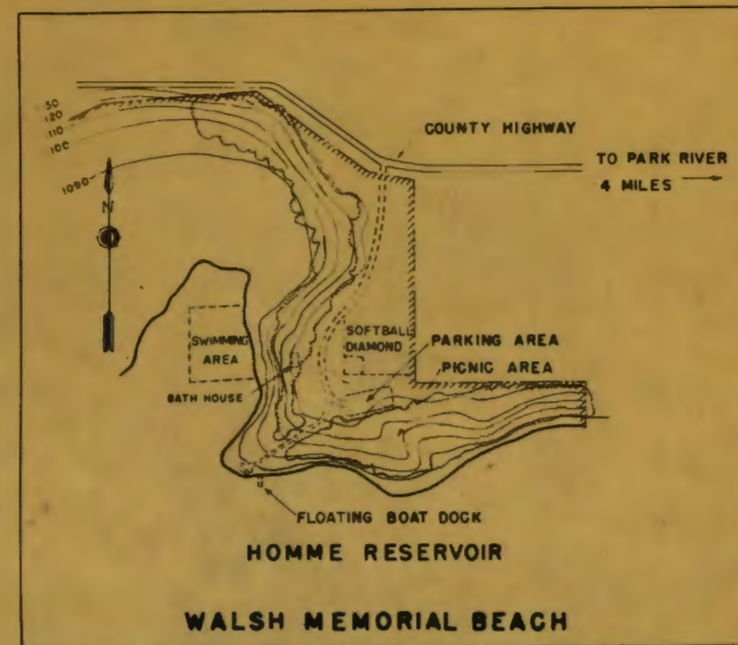 COUNTY HIGHWAY
TO PARK RIVER
4 MILES
50
120
110
100
1090
N
SWIMMING
AREA
SOFTBALL
DIAMOND
PARKING AREA
PICNIC AREA
BATH HOUSE
FLOATING BOAT DOCK
HOMME RESERVOIR
WALSH MEMORIAL BEACH